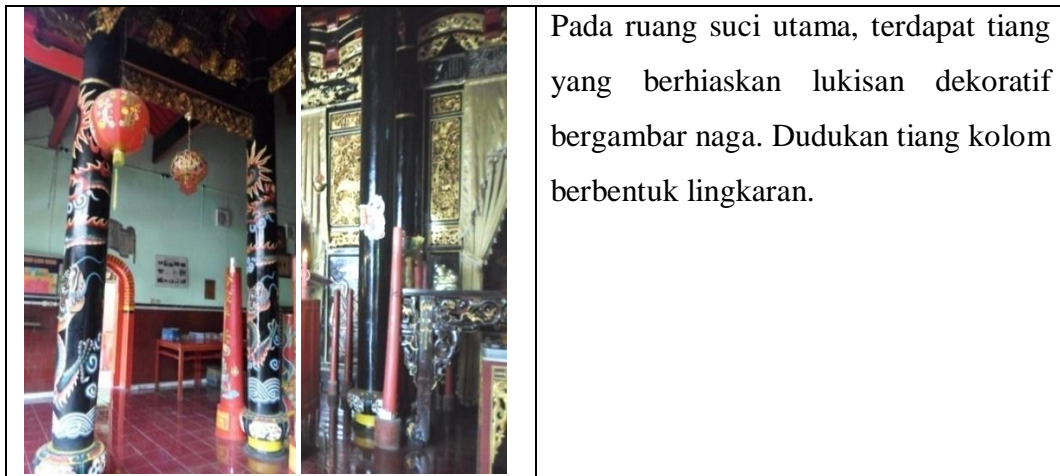 Pada ruang suci utama, terdapat tiang
yang berhiaskan lukisan dekoratif
bergambar naga. Dudukan tiang kolom
berbentuk lingkaran.